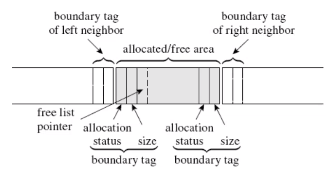 boundary tag
of left neighbor
boundary tag
of right neighbor
allocated/free area
free list
pointer
allocation
status size
boundary tag
allocation
status size
boundary tag